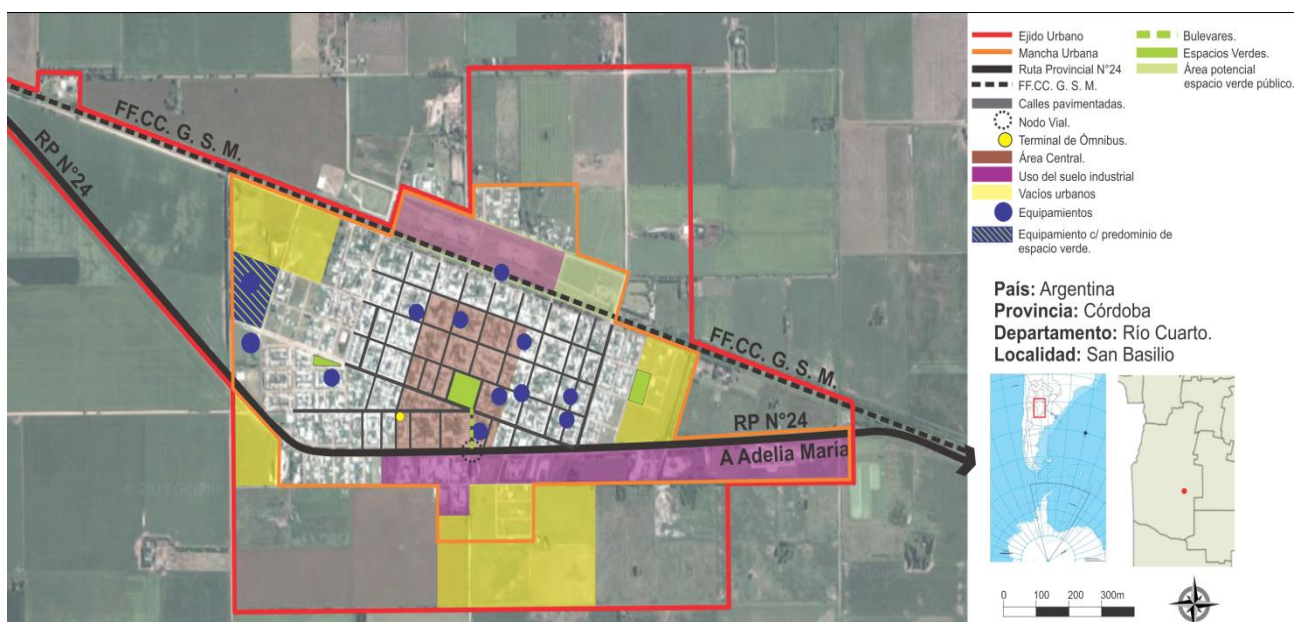 FF.CC. G. S. M.
RP N°24
FF.CC. G. S. M.
RP N°24
A Adelia María
Ejido Urbano
Mancha Urbana
Ruta Provincial N°24
FF.CC. G. S. M.
Calles pavimentadas.
Nodo Vial.
Terminal de Ómnibus.
Área Central.
Uso del suelo industrial
Vacíos urbanos
Equipamientos
Equipamiento c/ predominio de
espacio verde.
Bulevares.
Espacios Verdes.
Área potencial
espacio verde público.
País: Argentina
Provincia: Córdoba
Departamento: Río Cuarto.
Localidad: San Basilio
0 100 200 300m